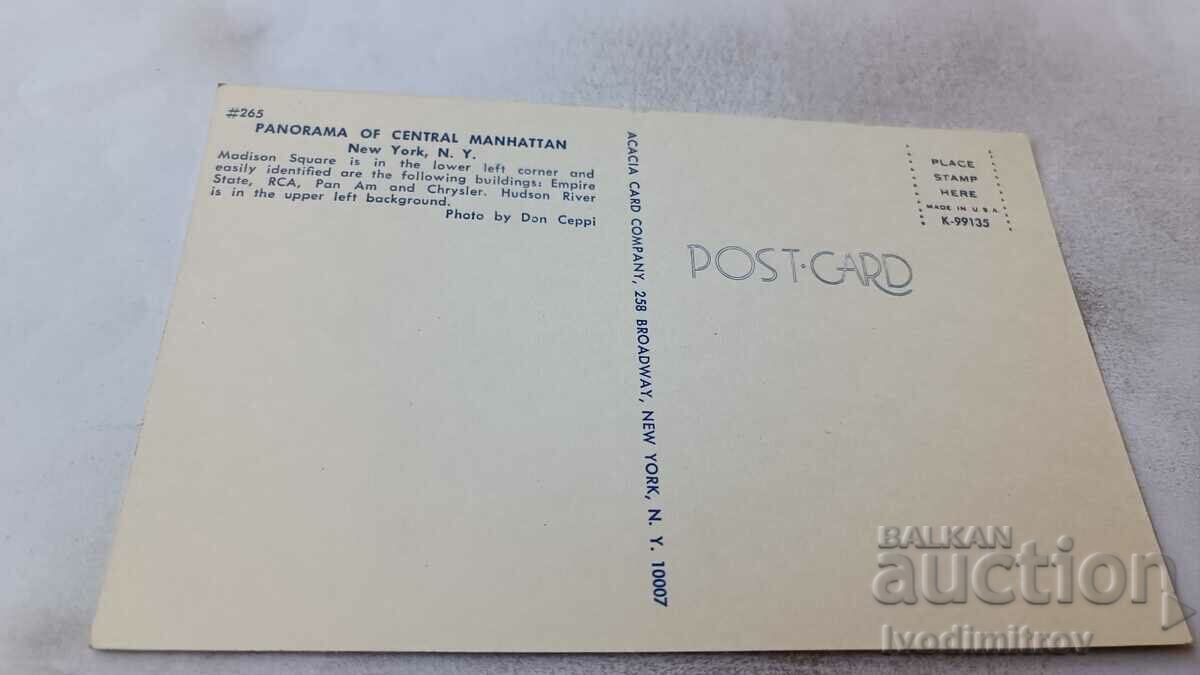 #265
PANORAMA OF CENTRAL MANHATTAN
New York, N. Y.
Madison Square is in the lower left corner and
easily identified are the following buildings: Empire
State, RCA, Pan Am and Chrysler. Hudson River
is in the upper left background.
Photo by Don Ceppi
ACACIA CARD COMPANY, 258 BROADWAY, NEW YORK, N. Y. 10007
PLACE
STAMP
HERE
MADE IN U.S.A.
K-99135
POST·CARD
BALKAN
auction
Ivodimitrov